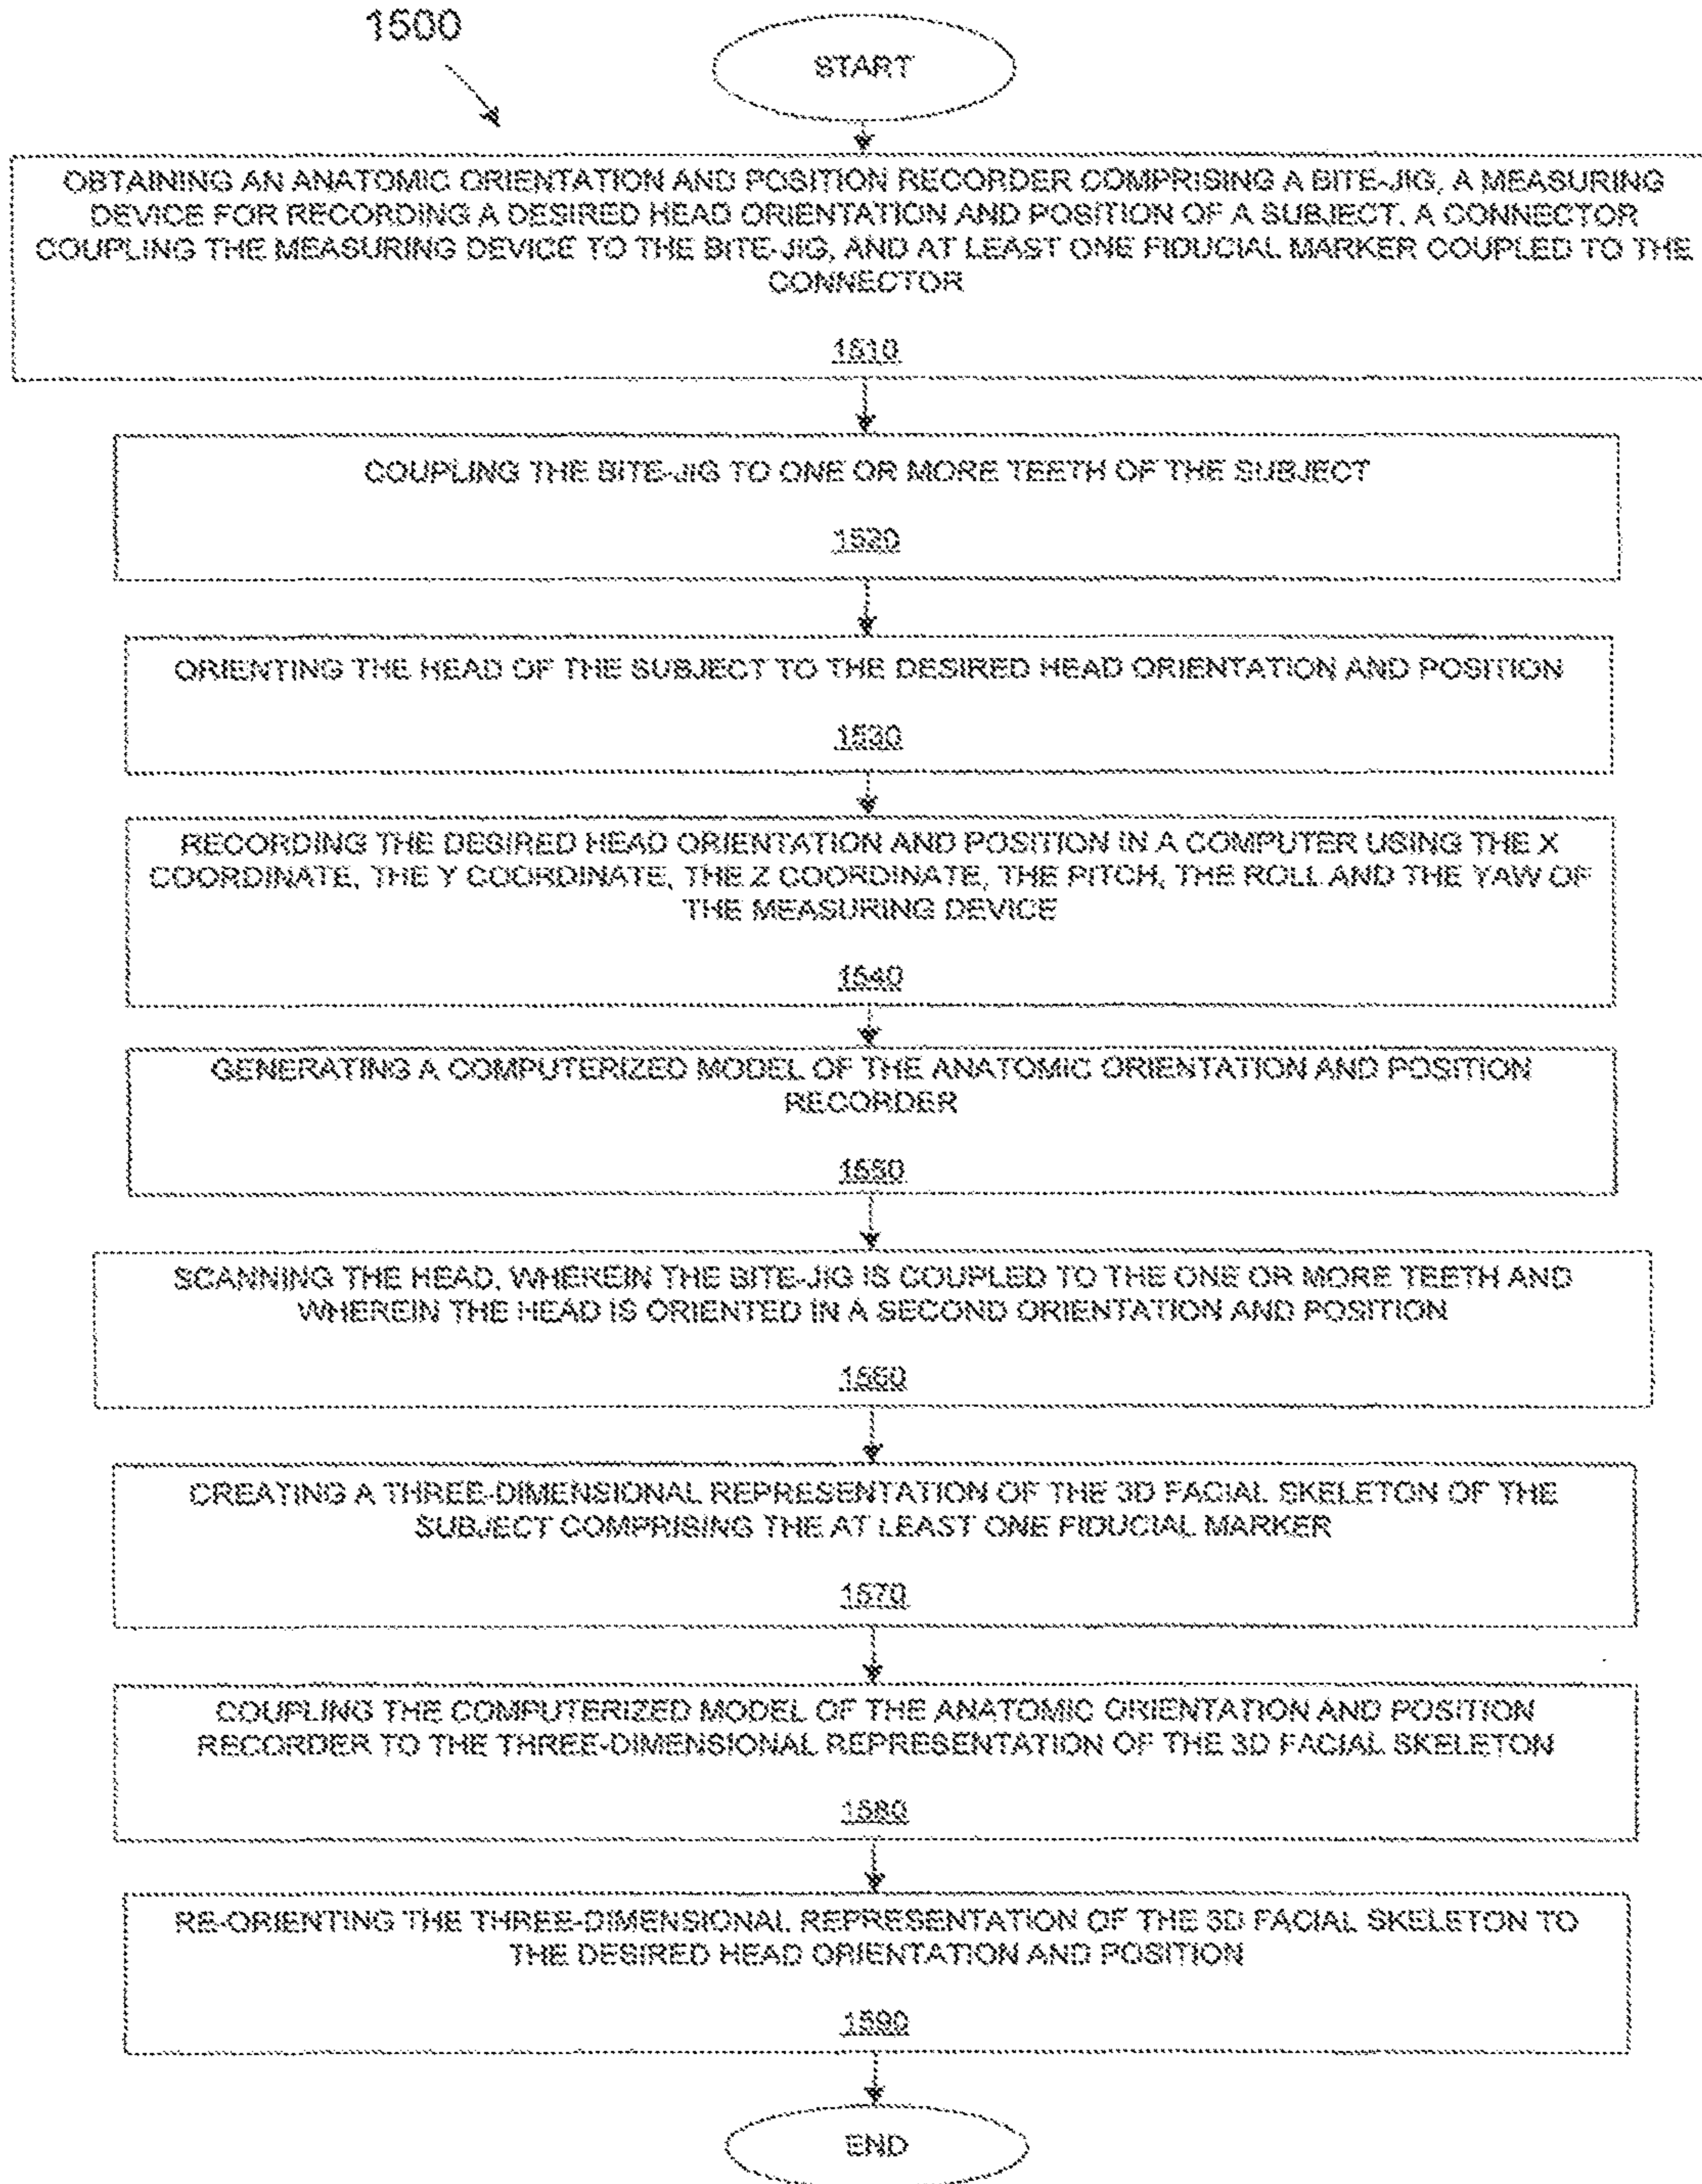 1500
START
OBTAINING AN ANATOMIC ORIENTATION AND POSITION RECORDER COMPRISING A BITE-JIG, A MEASURING
DEVICE FOR RECORDING A DESIRED HEAD ORIENTATION AND POSITION OF A SUBJECT, A CONNECTOR
COUPLING THE MEASURING DEVICE TO THE BITE-JIG, AND AT LEAST ONE FIDUCIAL MARKER COUPLED TO THE
CONNECTOR
1510
COUPLING THE BITE-JIG TO ONE OR MORE TEETH OF THE SUBJECT
1520
ORIENTING THE HEAD OF THE SUBJECT TO THE DESIRED HEAD ORIENTATION AND POSITION
1530
RECORDING THE DESIRED HEAD ORIENTATION AND POSITION IN A COMPUTER USING THE X
COORDINATE, THE Y COORDINATE, THE Z COORDINATE, THE PITCH, THE ROLL AND THE YAW OF
THE MEASURING DEVICE
1540
GENERATING A COMPUTERIZED MODEL OF THE ANATOMIC ORIENTATION AND POSITION
RECORDER
1550
SCANNING THE HEAD, WHEREIN THE BITE-JIG IS COUPLED TO THE ONE OR MORE TEETH AND
WHEREIN THE HEAD IS ORIENTED IN A SECOND ORIENTATION AND POSITION
1560
CREATING A THREE-DIMENSIONAL REPRESENTATION OF THE 3D FACIAL SKELETON OF THE
SUBJECT COMPRISING THE AT LEAST ONE FIDUCIAL MARKER
1570
COUPLING THE COMPUTERIZED MODEL OF THE ANATOMIC ORIENTATION AND POSITION
RECORDER TO THE THREE-DIMENSIONAL REPRESENTATION OF THE 3D FACIAL SKELETON
1580
RE-ORIENTING THE THREE-DIMENSIONAL REPRESENTATION OF THE 3D FACIAL SKELETON TO
THE DESIRED HEAD ORIENTATION AND POSITION
1590
END